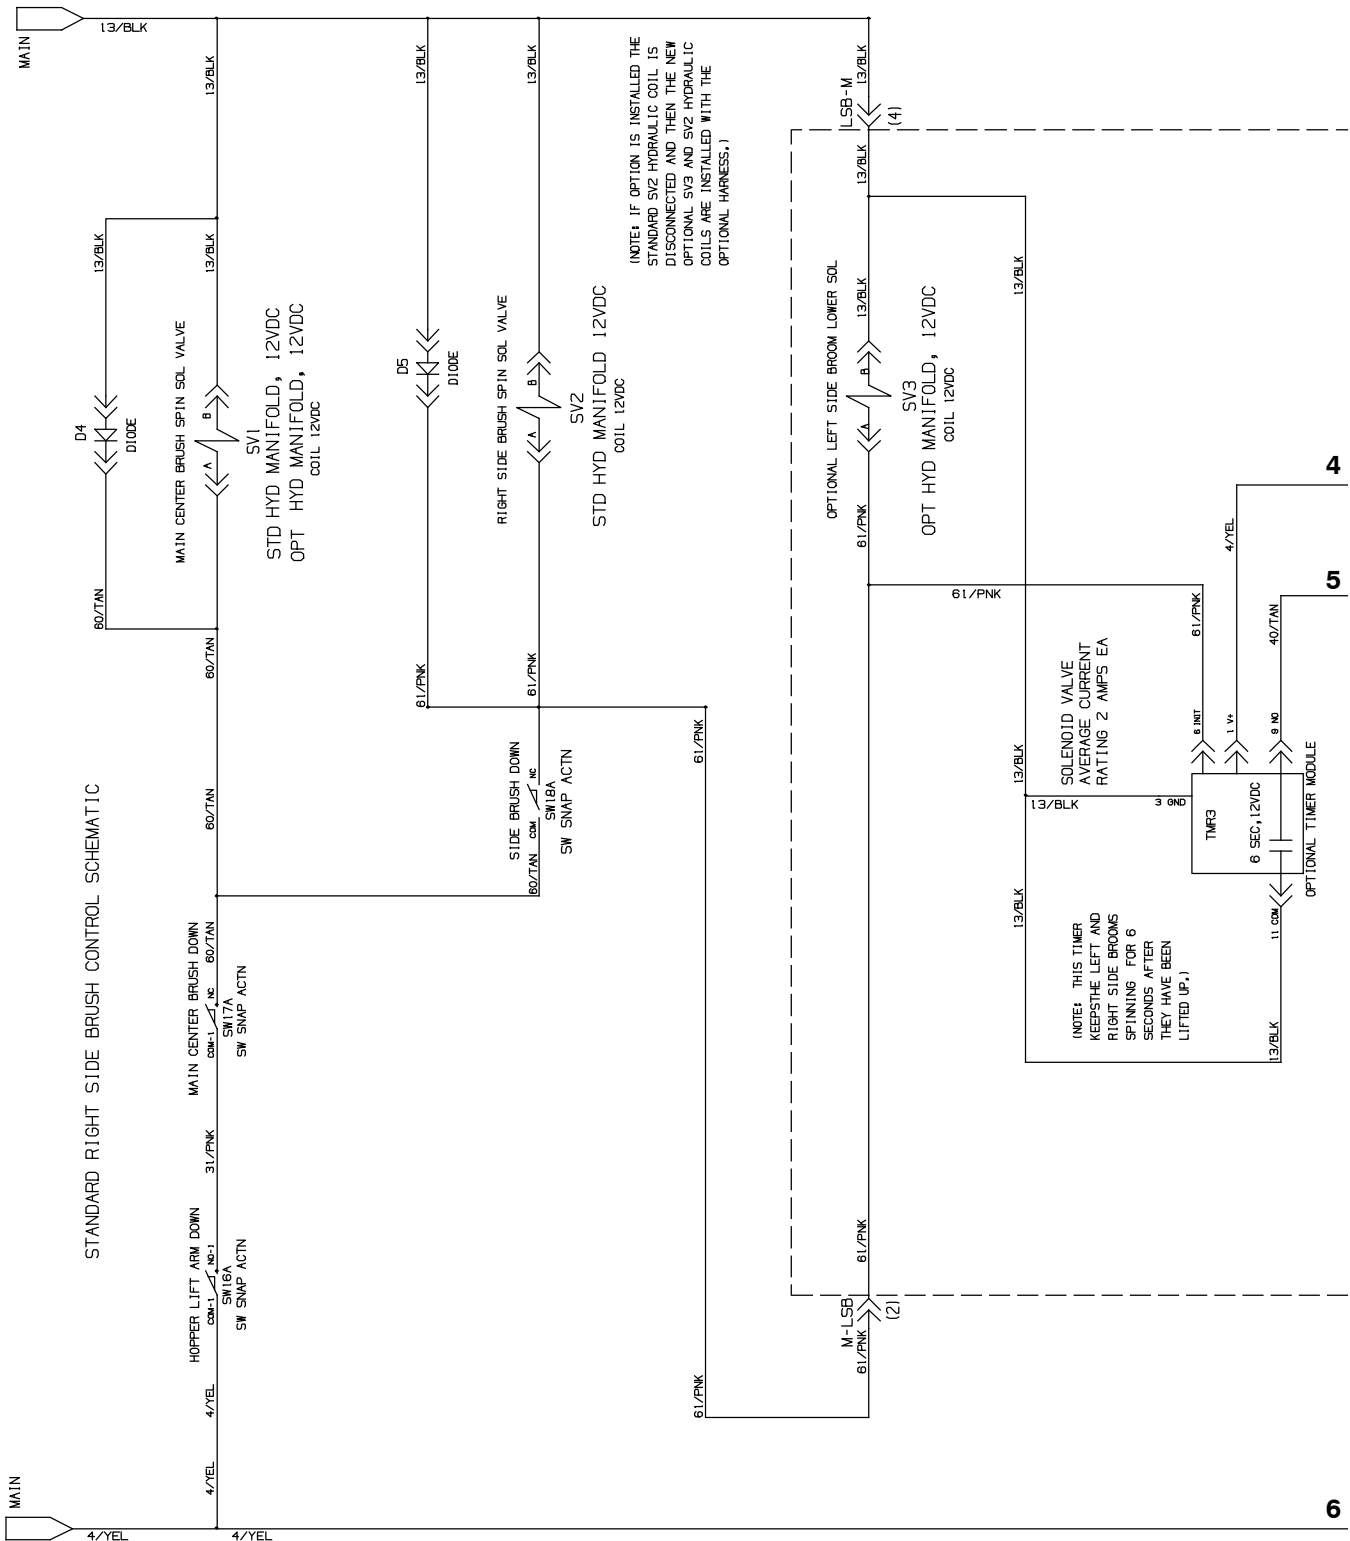 STANDARD RIGHT SIDE BRUSH CONTROL SCHEMATIC
MAIN
13/BLK
13/BLK
13/BLK
13/BLK
13/BLK
13/BLK
13/BLK
D4
DIODE
60/TAN
MAIN CENTER BRUSH SPIN SOL VALVE
A
B
SV1
STD HYD MANIFOLD, 12VDC
OPT HYD MANIFOLD, 12VDC
COIL 12VDC
60/TAN
60/TAN
60/TAN
MAIN CENTER BRUSH DOWN
COM-1
NC
SW17A
SW SNAP ACTN
31/PNK
HOPPER LIFT ARM DOWN
COM-1
NO-1
SW16A
SW SNAP ACTN
4/YEL
4/YEL
MAIN
4/YEL
4/YEL
D5
DIODE
61/PNK
RIGHT SIDE BRUSH SPIN SOL VALVE
A
B
SV2
STD HYD MANIFOLD 12VDC
COIL 12VDC
61/PNK
SIDE BRUSH DOWN
COM
NC
SW18A
SW SNAP ACTN
60/TAN
(NOTE: IF OPTION IS INSTALLED THE
STANDARD SV2 HYDRAULIC COIL IS
DISCONNECTED AND THEN THE NEW
OPTIONAL SV3 AND SV2 HYDRAULIC
COILS ARE INSTALLED WITH THE
OPTIONAL HARNESS.)
61/PNK
61/PNK
LSB-M
(4)
13/BLK
13/BLK
13/BLK
OPTIONAL LEFT SIDE BROOM LOWER SOL
A
B
SV3
OPT HYD MANIFOLD, 12VDC
COIL 12VDC
61/PNK
61/PNK
61/PNK
M-LSB
(2)
61/PNK
13/BLK
13/BLK
13/BLK
13/BLK
13/BLK
SOLENOID VALVE
AVERAGE CURRENT
RATING 2 AMPS EA
61/PNK
4/YEL
40/TAN
6 INIT
1 V+
9 NO
3 GND
TMR3
6 SEC,12VDC
OPTIONAL TIMER MODULE
11 COM
(NOTE: THIS TIMER
KEEPSTHE LEFT AND
RIGHT SIDE BROOMS
SPINNING FOR 6
SECONDS AFTER
THEY HAVE BEEN
LIFTED UP.)
4
5
6